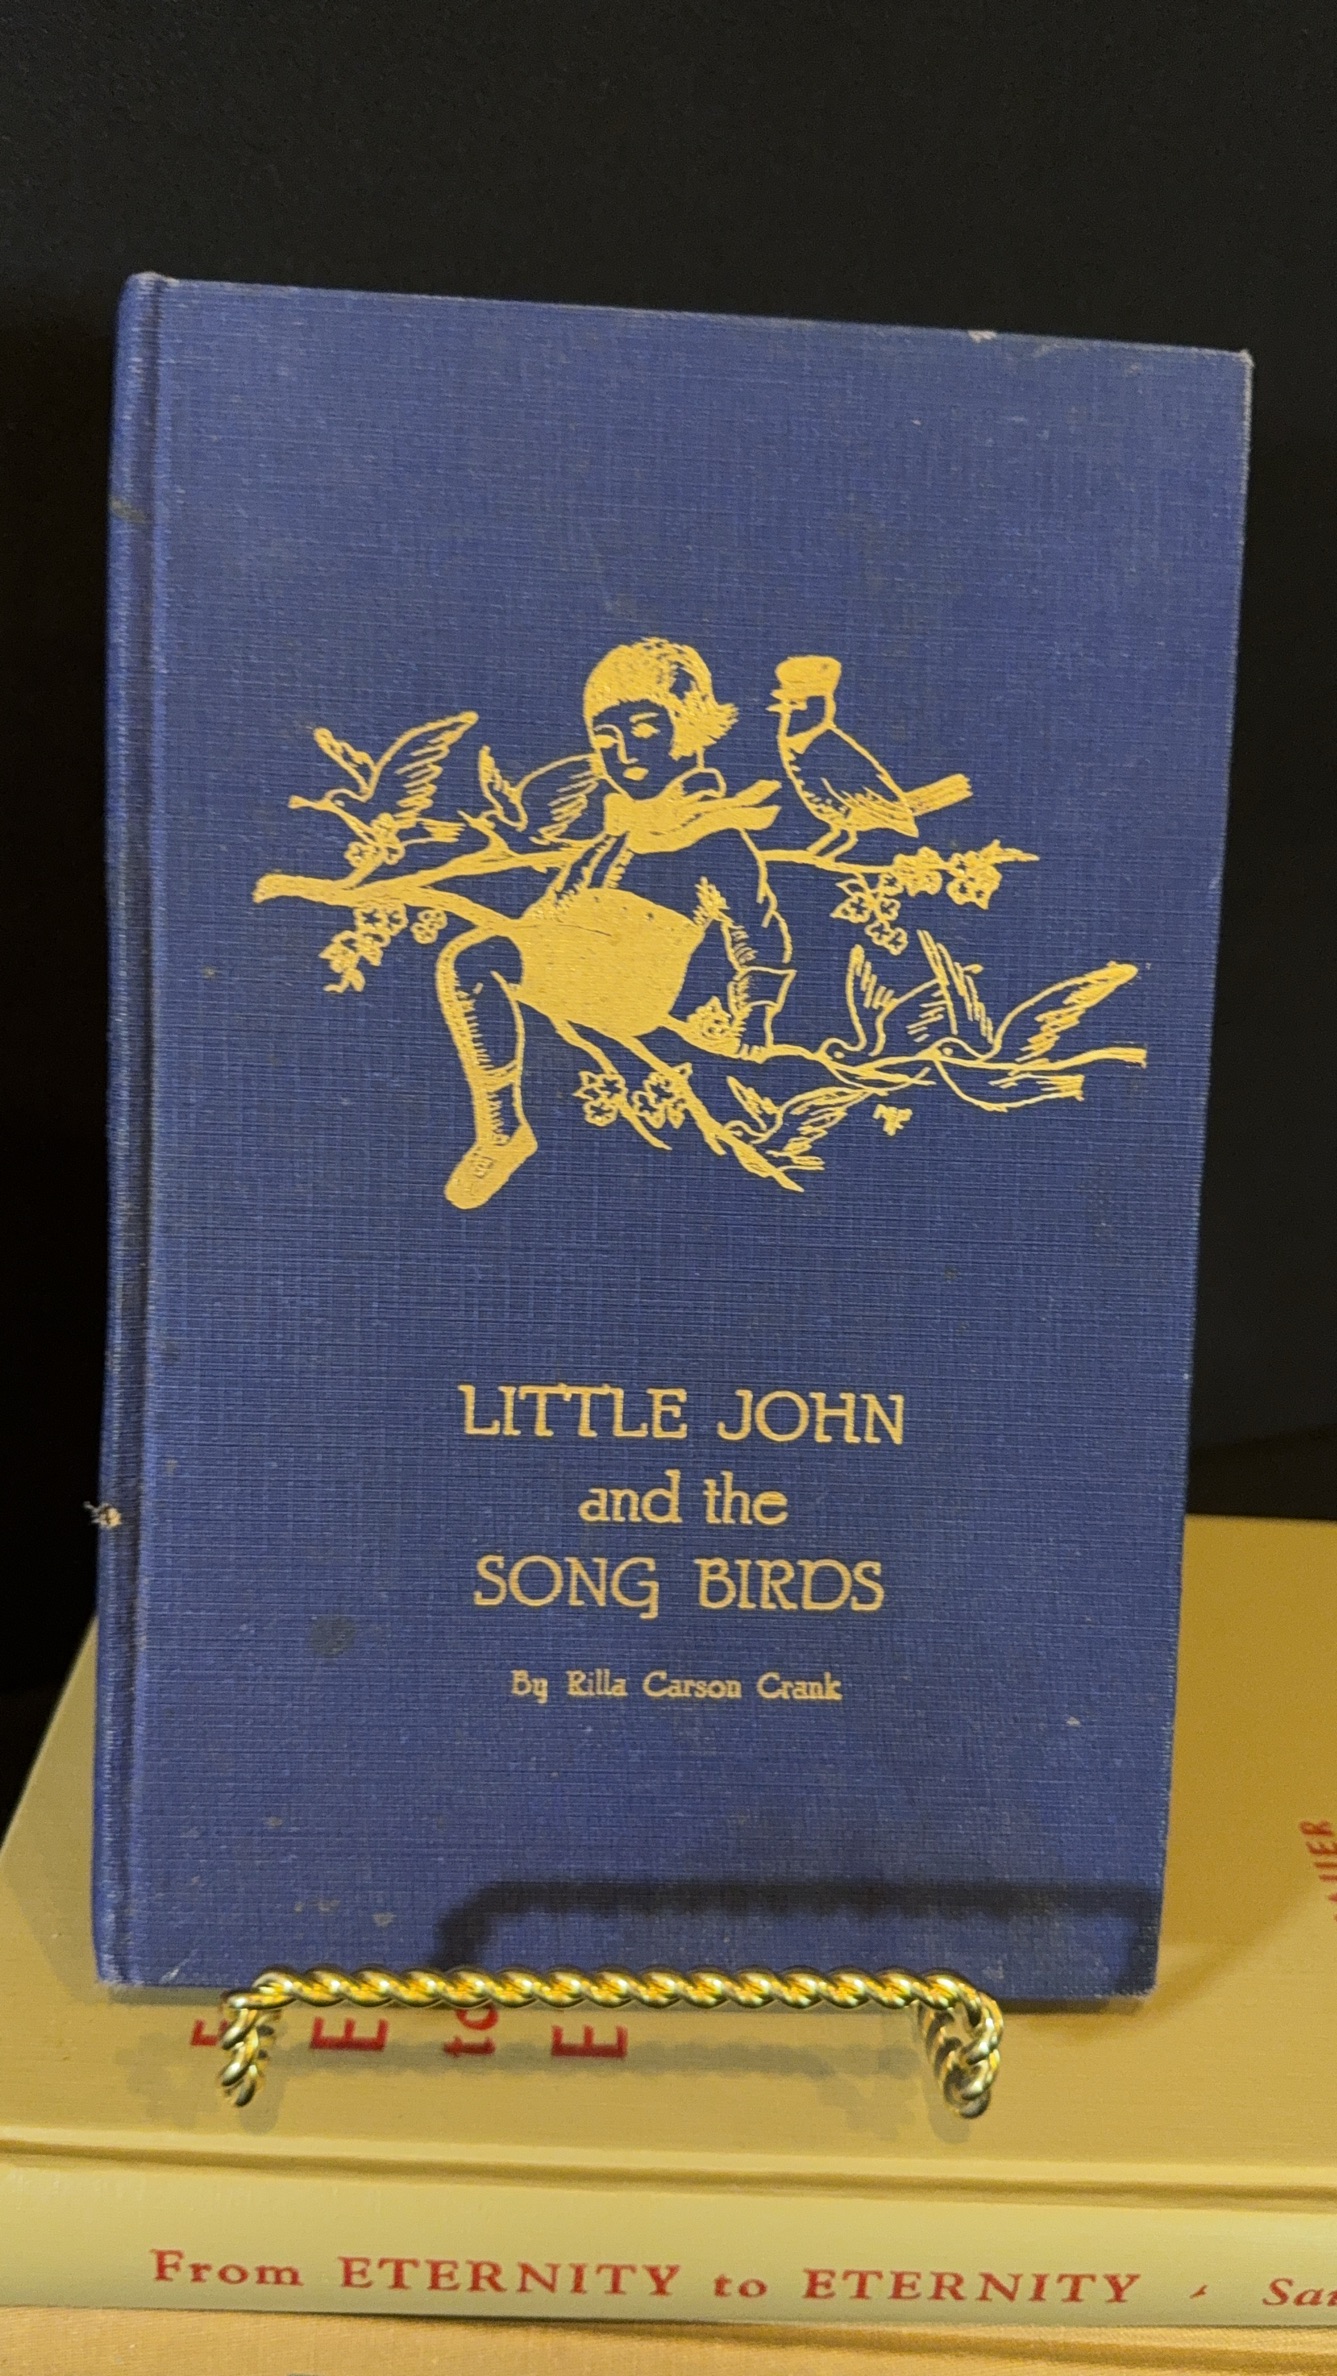 LITTLE JOHN
and the
SONG BIRDS
By Rilla Carson Crank
From ETERNITY to ETERNITY